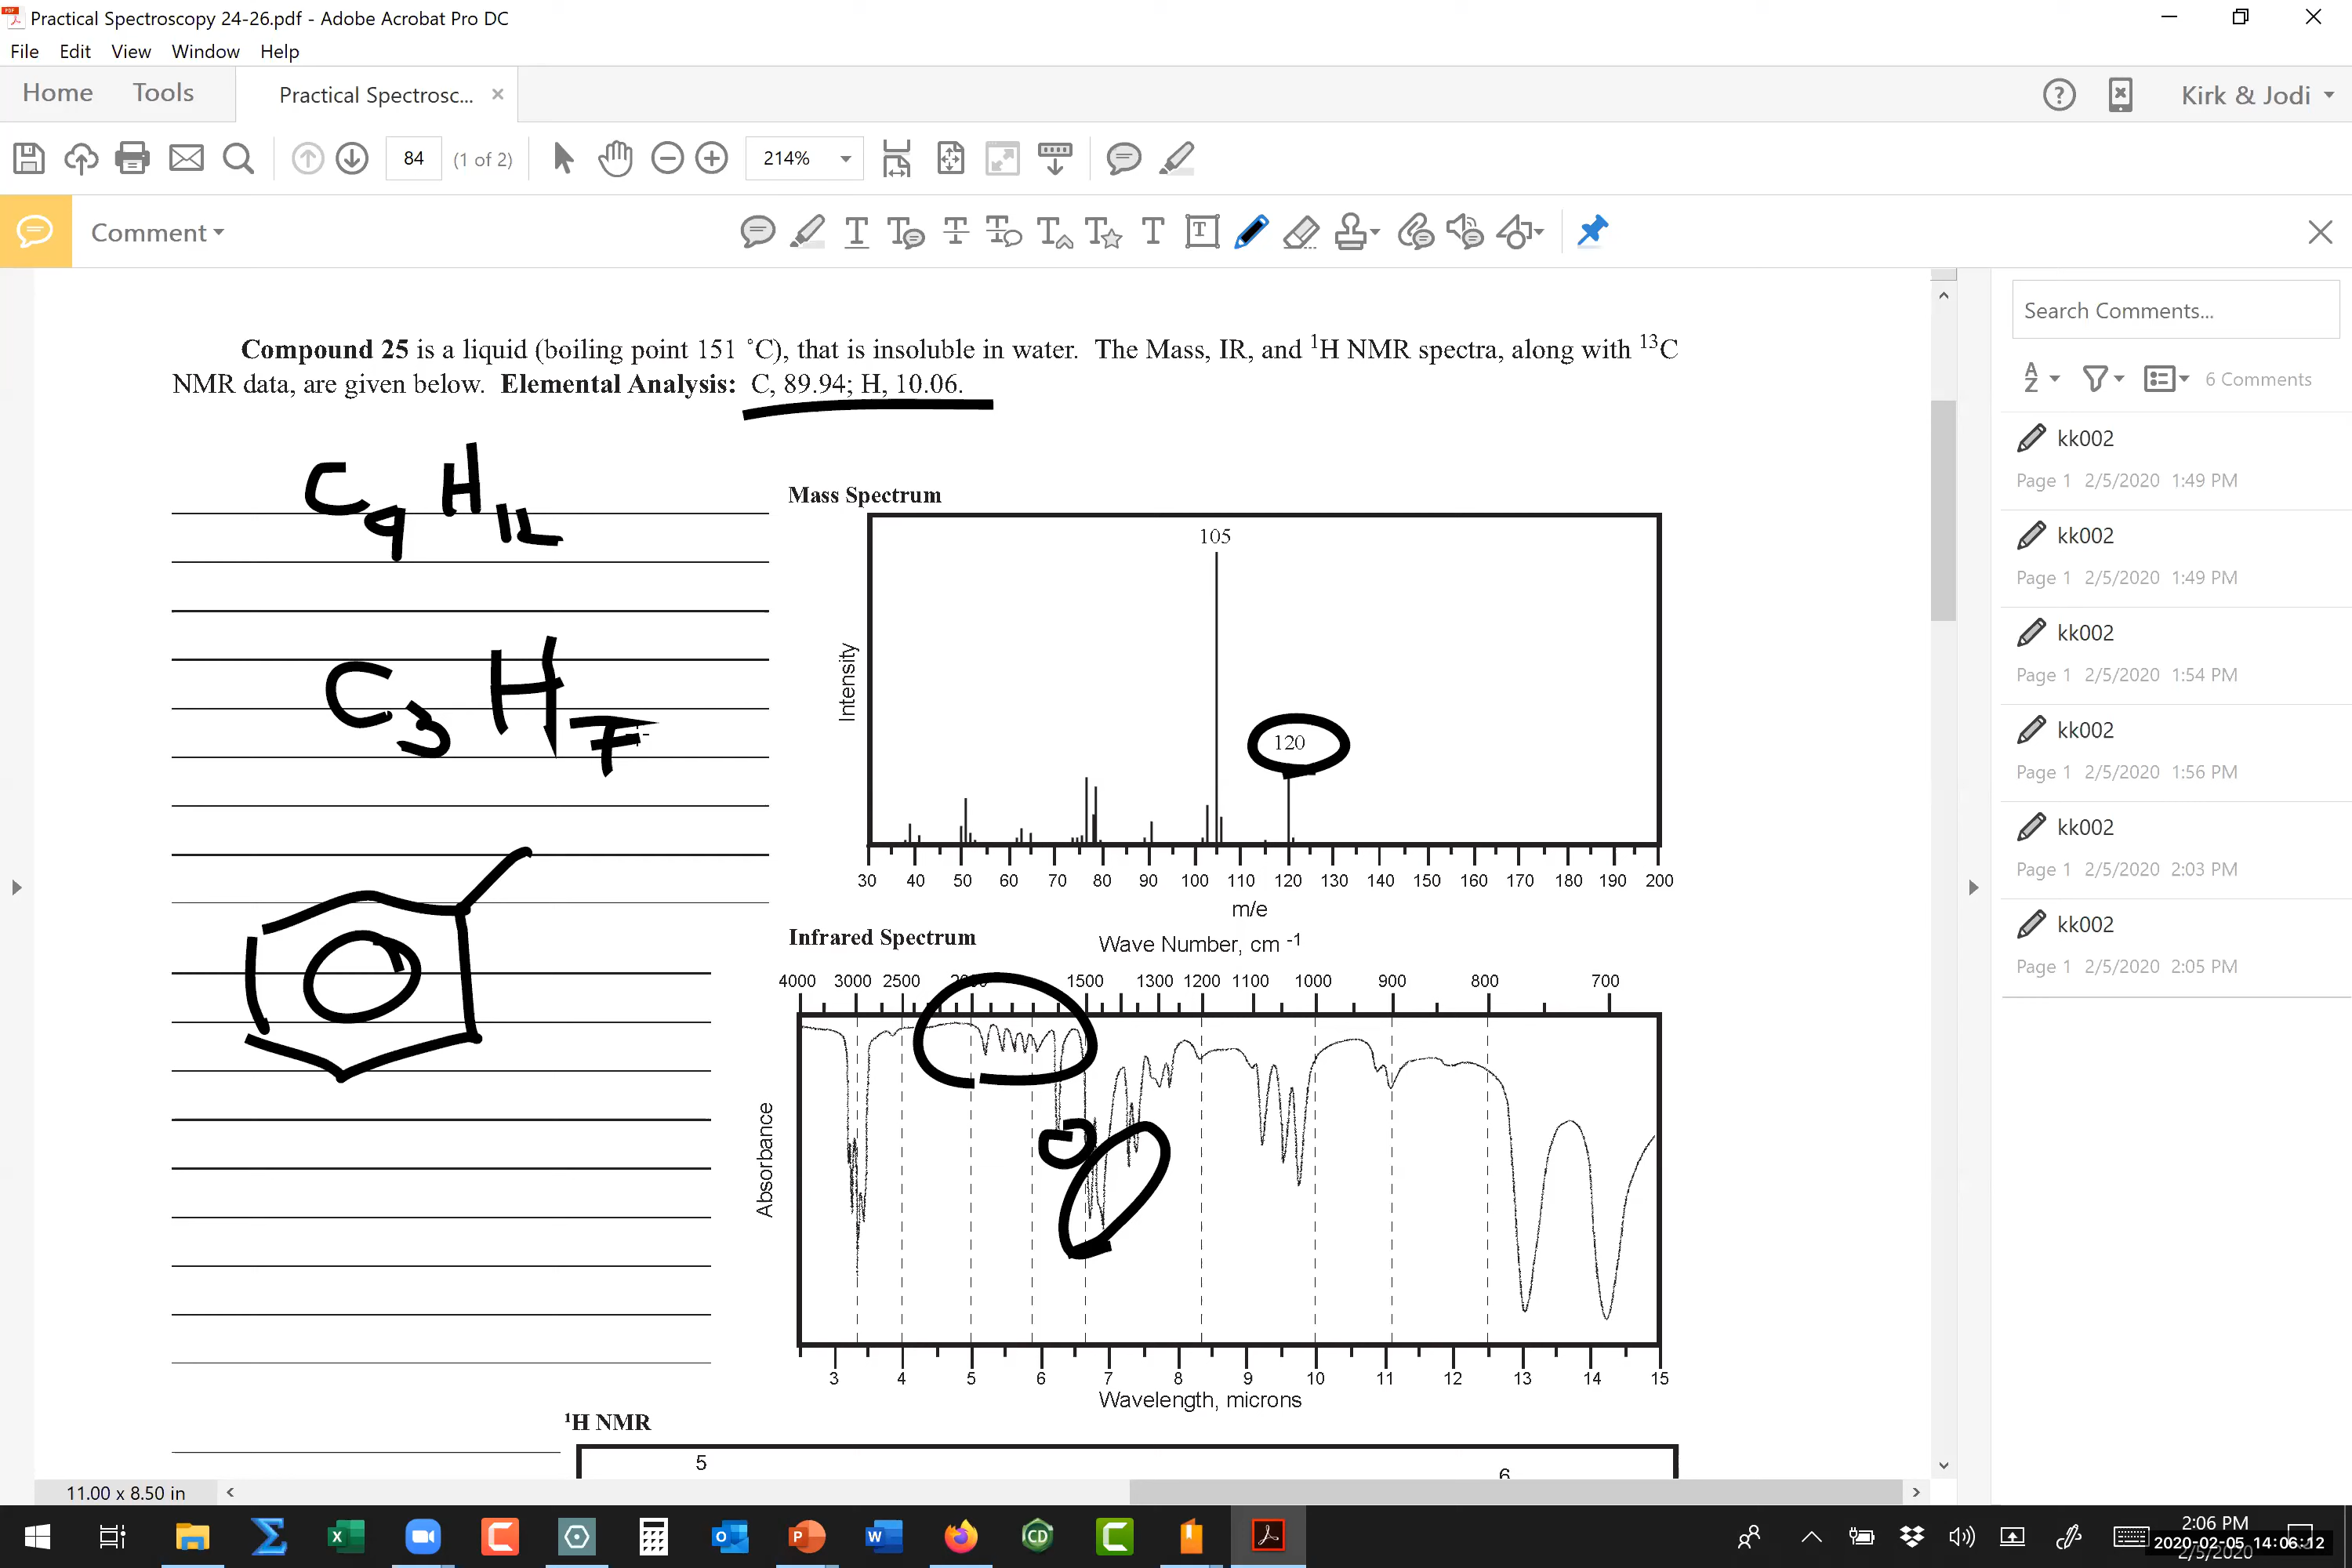 Practical Spectroscopy 24-26.pdf - Adobe Acrobat Pro DC
File Edit View Window Help
Home Tools Practical Spectrosc... × Kirk & Jodi
84 (1 of 2) 214%
Comment
Compound 25 is a liquid (boiling point 151 °C), that is insoluble in water. The Mass, IR, and ¹H NMR spectra, along with ¹³C
NMR data, are given below. Elemental Analysis: C, 89.94; H, 10.06.
C9H12
C3H7
Mass Spectrum
105
120
Intensity
30 40 50 60 70 80 90 100 110 120 130 140 150 160 170 180 190 200
m/e
Infrared Spectrum
Wave Number, cm -1
4000 3000 2500 1500 1300 1200 1100 1000 900 800 700
Absorbance
3 4 5 6 7 8 9 10 11 12 13 14 15
Wavelength, microns
¹H NMR
5 6
11.00 x 8.50 in
Search Comments...
6 Comments
kk002
Page 1 2/5/2020 1:49 PM
kk002
Page 1 2/5/2020 1:49 PM
kk002
Page 1 2/5/2020 1:54 PM
kk002
Page 1 2/5/2020 1:56 PM
kk002
Page 1 2/5/2020 2:03 PM
kk002
Page 1 2/5/2020 2:05 PM
2:06 PM
2020-02-05 14:06:12